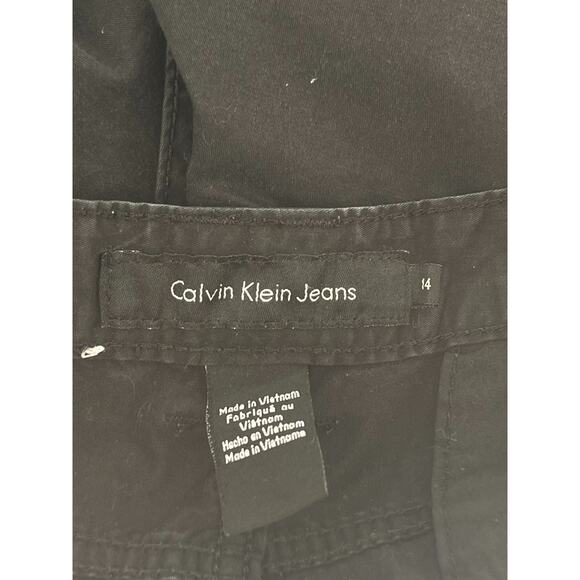 Calvin Klein Jeans
14
Made in Vietnam
Fabriqué au
Viêtnam
Hecho en Vietnam
Made in Vietname